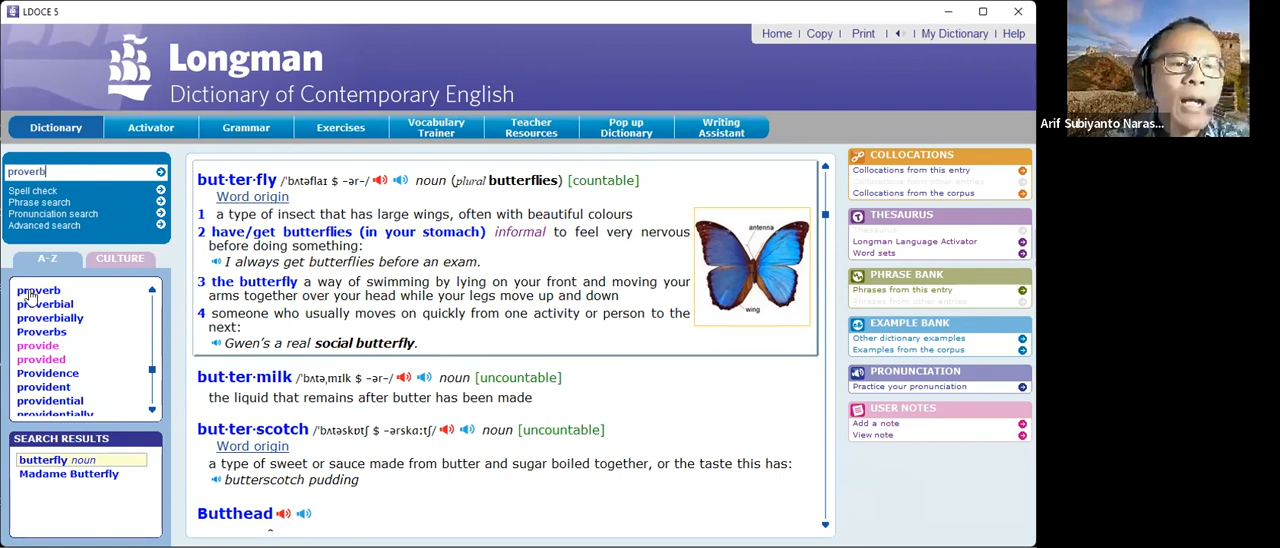 LDOCE 5
Home | Copy | Print | My Dictionary | Help
Longman
Dictionary of Contemporary English
Dictionary
Activator
Grammar
Exercises
Vocabulary Trainer
Teacher Resources
Pop up Dictionary
Writing Assistant
proverb
Spell check
Phrase search
Pronunciation search
Advanced search
A-Z
CULTURE
proverb
proverbial
proverbially
Proverbs
provide
provided
Providence
provident
providential
providentially
SEARCH RESULTS
butterfly noun
Madame Butterfly
but·ter·fly /ˈbʌtəflaɪ $ -ər-/ noun (plural butterflies) [countable]
Word origin
1 a type of insect that has large wings, often with beautiful colours
2 have/get butterflies (in your stomach) informal to feel very nervous
before doing something:
I always get butterflies before an exam.
3 the butterfly a way of swimming by lying on your front and moving your
arms together over your head while your legs move up and down
4 someone who usually moves on quickly from one activity or person to the
next:
Gwen's a real social butterfly.
antenna
wing
but·ter·milk /ˈbʌtəˌmɪlk $ -ər-/ noun [uncountable]
the liquid that remains after butter has been made
but·ter·scotch /ˈbʌtəskɒtʃ $ -ərskɑːtʃ/ noun [uncountable]
Word origin
a type of sweet or sauce made from butter and sugar boiled together, or the taste this has:
butterscotch pudding
Butthead
COLLOCATIONS
Collocations from this entry
Collocations from other entries
Collocations from the corpus
THESAURUS
Thesaurus
Longman Language Activator
Word sets
PHRASE BANK
Phrases from this entry
Phrases from other entries
EXAMPLE BANK
Other dictionary examples
Examples from the corpus
PRONUNCIATION
Practice your pronunciation
USER NOTES
Add a note
View note
Arif Subiyanto Naras...